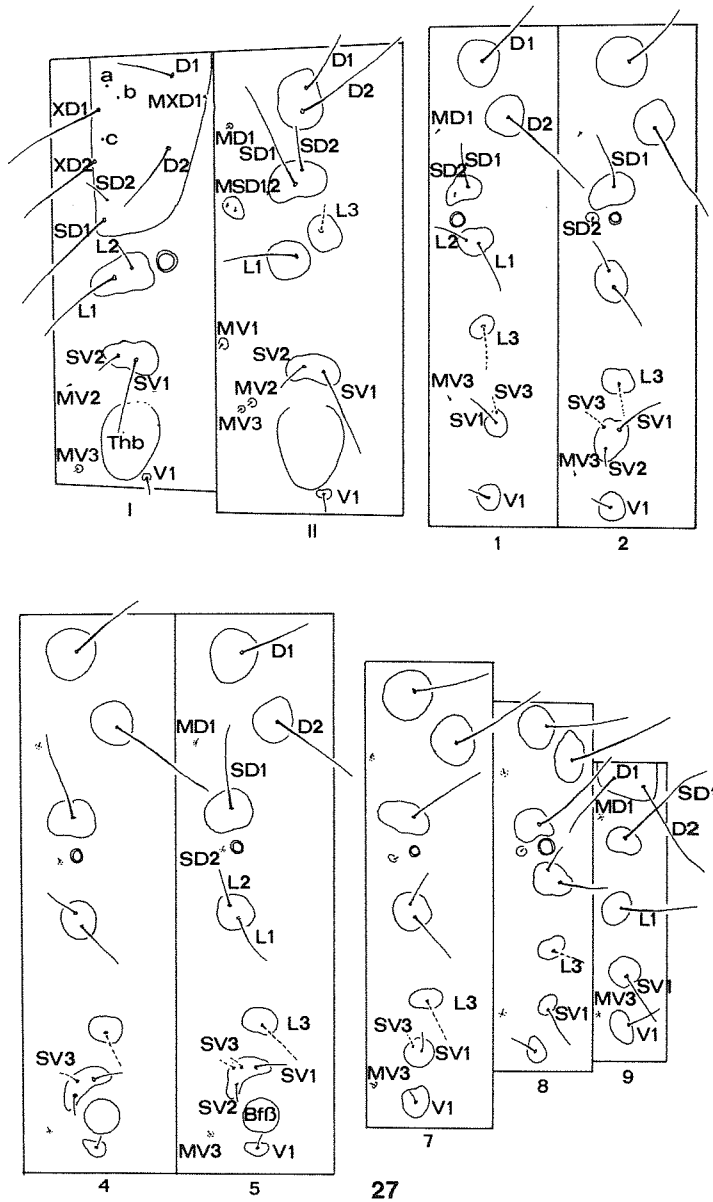 D1
a
b
MXD1
XD1
c
XD2
D2
SD2
SD1
L2
L1
SV2
SV1
MV2
Thb
MV3
V1
I
D1
D2
MD1
SD1
SD2
MSD1/2
L3
L1
MV1
SV2
MV2
SV1
MV3
V1
II
D1
MD1
D2
SD1
SD2
L2
L1
L3
MV3
SV3
SV1
V1
1
SD1
SD2
L3
SV3
SV1
MV3
SV2
V1
2
SV3
4
D1
MD1
D2
SD1
SD2
L2
L1
L3
SV3
SV1
SV2
Bfß
MV3
V1
5
L3
SV3
SV1
MV3
V1
7
L3
SV1
8
D1
SD1
MD1
D2
L1
SV1
MV3
V1
9
27